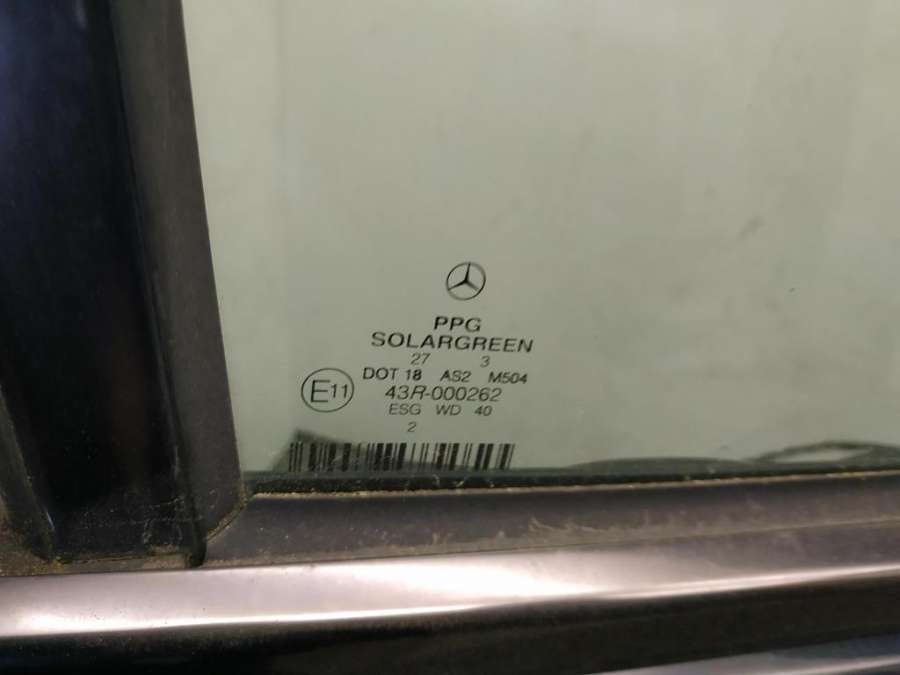 PPG
SOLARGREEN
27 3
DOT 18 AS2 M504
E11 43R-000262
ESG WD 40
2